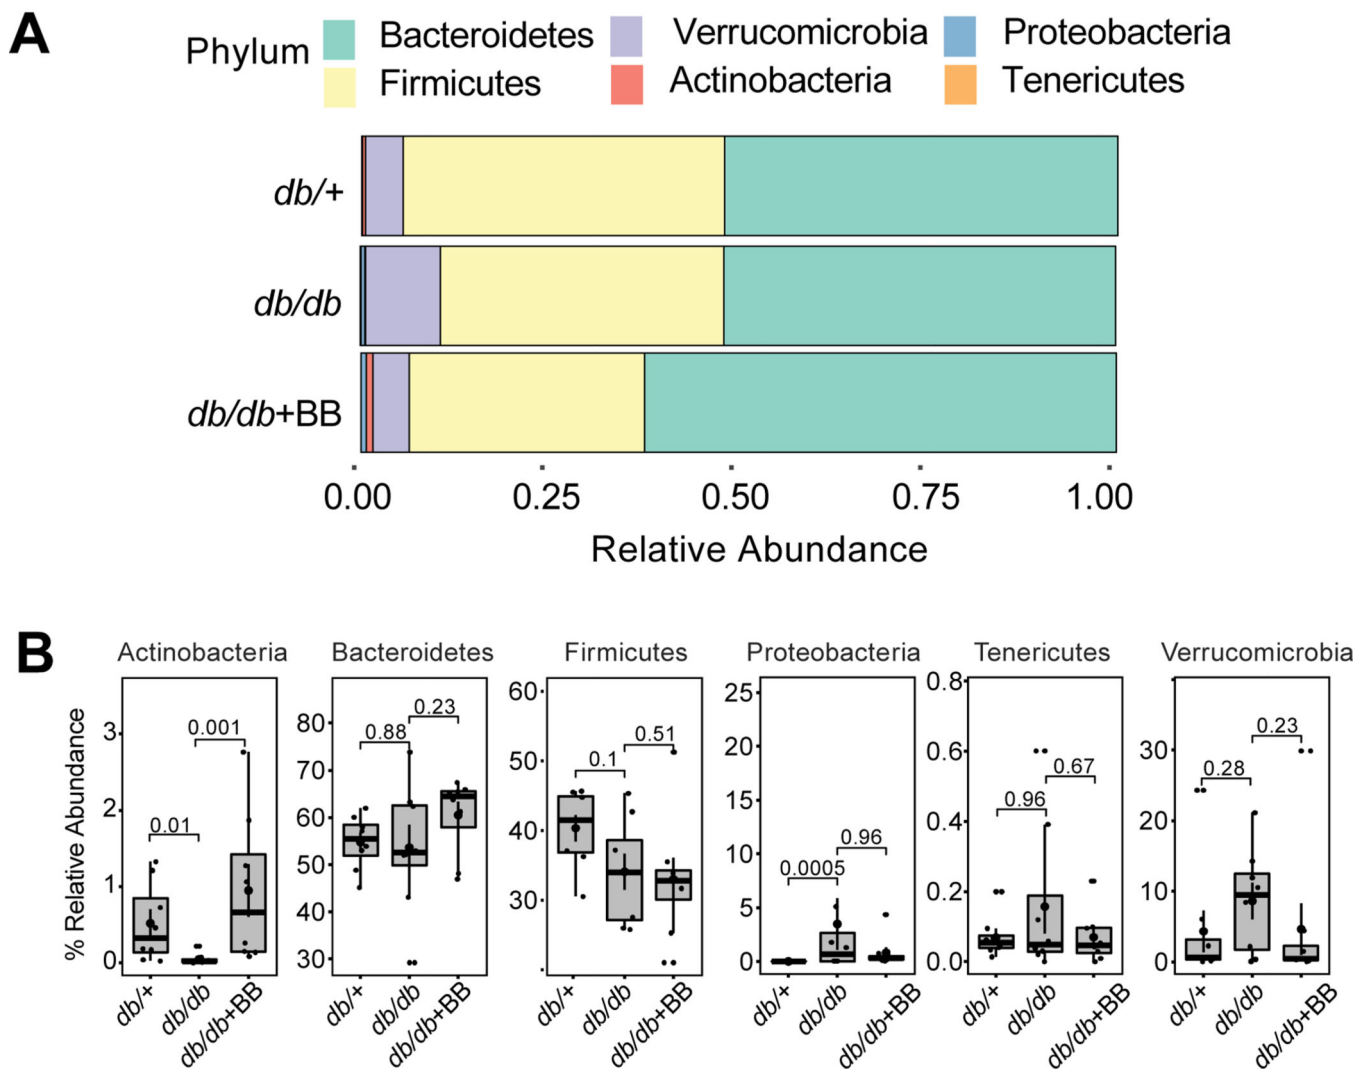 A
Phylum Bacteroidetes Verrucomicrobia Proteobacteria
Firmicutes Actinobacteria Tenericutes
db/+
db/db
db/db+BB
0.00 0.25 0.50 0.75 1.00
Relative Abundance
B
Actinobacteria Bacteroidetes Firmicutes Proteobacteria Tenericutes Verrucomicrobia
% Relative Abundance
3
2
1
0
0.01
0.001
db/+ db/db db/db+BB
80
70
60
50
40
30
0.88
0.23
db/+ db/db db/db+BB
60
50
40
30
0.1
0.51
db/+ db/db db/db+BB
25
20
15
10
5
0
0.0005
0.96
db/+ db/db db/db+BB
0.8
0.6
0.4
0.2
0.0
0.96
0.67
db/+ db/db db/db+BB
30
20
10
0
0.28
0.23
db/+ db/db db/db+BB